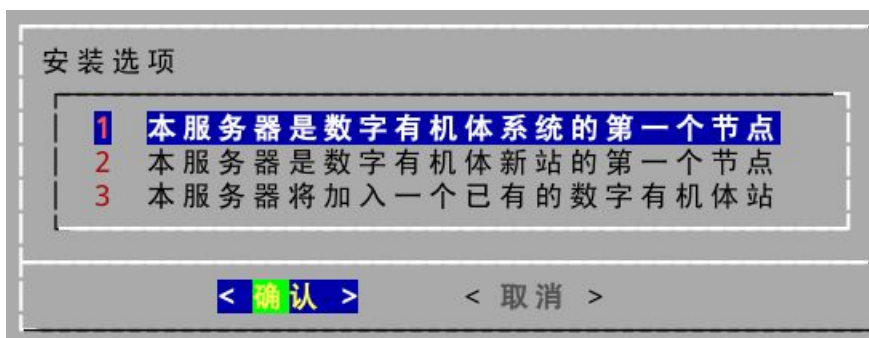 安装选项
1 本服务器是数字有机体系统的第一个节点
2 本服务器是数字有机体新站的第一个节点
3 本服务器将加入一个已有的数字有机体站
< 确认 > < 取消 >